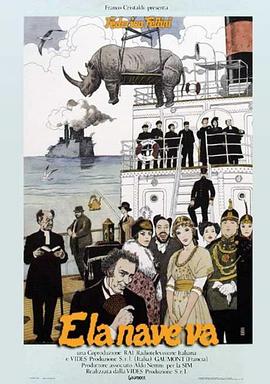 Franco Cristaldi presenta
Federico Fellini
E la nave va
una Coproduzione RAI Radiotelevisione Italiana
e VIDES Produzione S.r.l. (Italia) GAUMONT (Francia)
Produttore associato Aldo Nemni per la SIM
Realizzata dalla VIDES Produzione S.r.l.
Gaumont